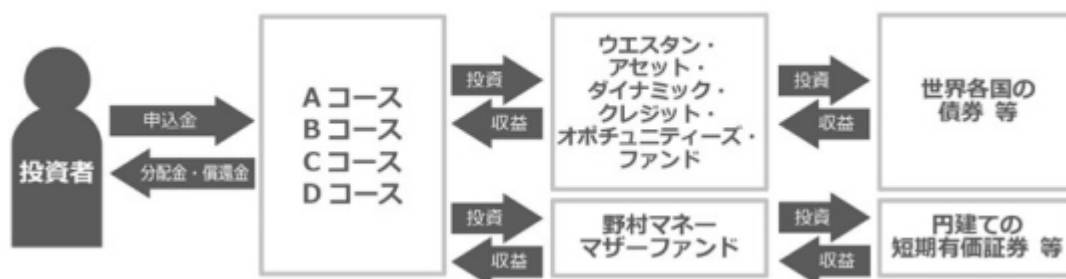 投資者
申込金
分配金・償還金
Aコース
Bコース
Cコース
Dコース
投資
収益
ウエスタン・
アセット・
ダイナミック・
クレジット・
オポチュニティーズ・
ファンド
投資
収益
世界各国の
債券 等
投資
収益
野村マネー
マザーファンド
投資
収益
円建ての
短期有価証券 等